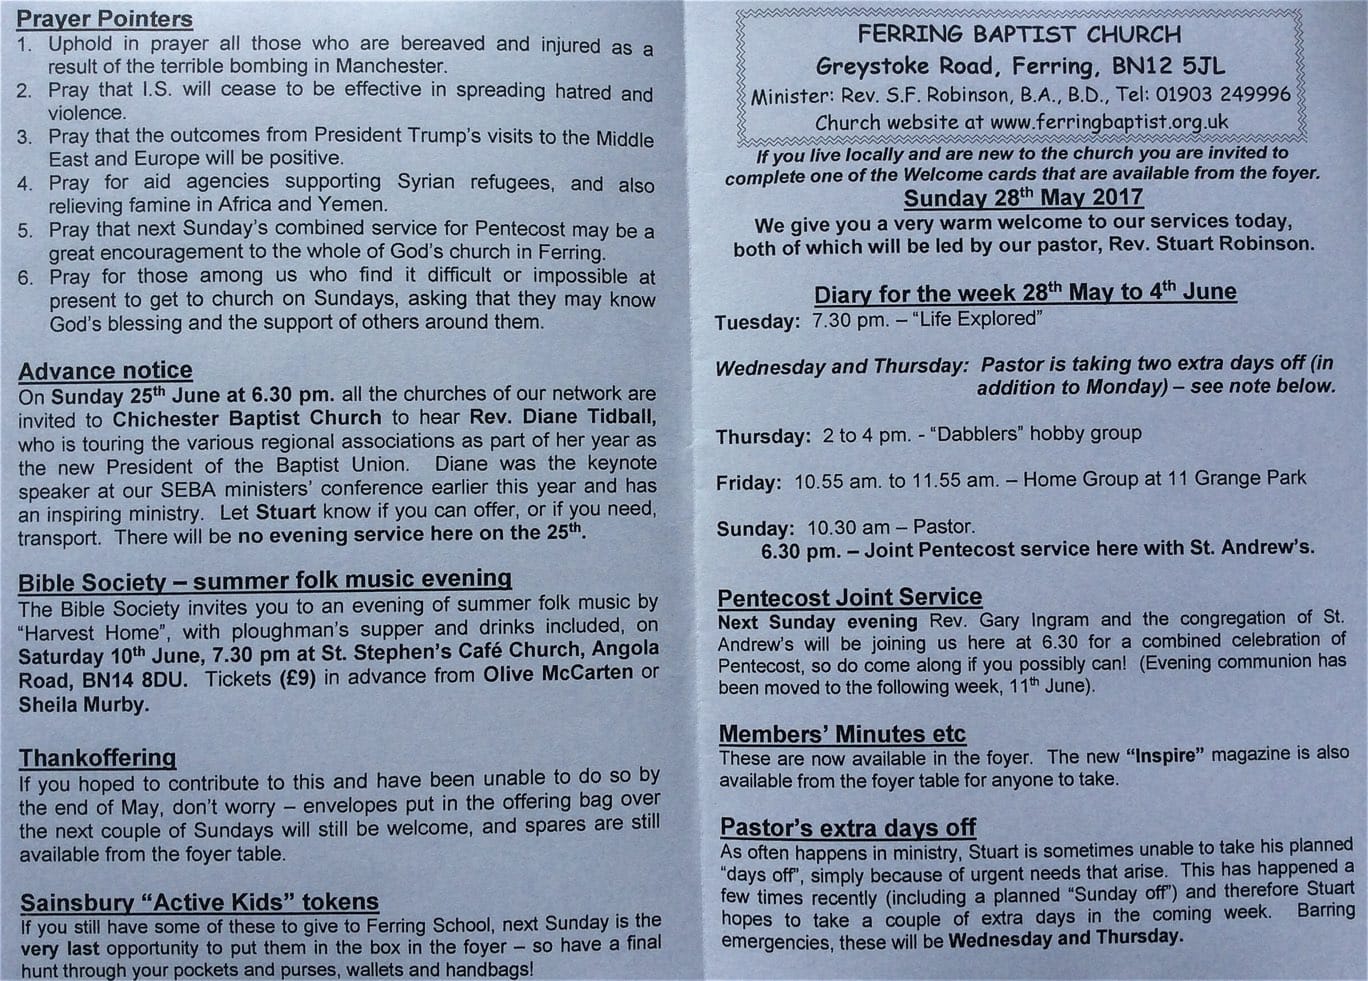 Prayer Pointers
1. Uphold in prayer all those who are bereaved and injured as a
result of the terrible bombing in Manchester.
2. Pray that I.S. will cease to be effective in spreading hatred and
violence.
3. Pray that the outcomes from President Trump's visits to the Middle
East and Europe will be positive.
4. Pray for aid agencies supporting Syrian refugees, and also
relieving famine in Africa and Yemen.
5. Pray that next Sunday's combined service for Pentecost may be a
great encouragement to the whole of God's church in Ferring.
6. Pray for those among us who find it difficult or impossible at
present to get to church on Sundays, asking that they may know
God's blessing and the support of others around them.
Advance notice
On Sunday 25th June at 6.30 pm. all the churches of our network are
invited to Chichester Baptist Church to hear Rev. Diane Tidball,
who is touring the various regional associations as part of her year as
the new President of the Baptist Union. Diane was the keynote
speaker at our SEBA ministers' conference earlier this year and has
an inspiring ministry. Let Stuart know if you can offer, or if you need,
transport. There will be no evening service here on the 25th.
Bible Society – summer folk music evening
The Bible Society invites you to an evening of summer folk music by
"Harvest Home", with ploughman's supper and drinks included, on
Saturday 10th June, 7.30 pm at St. Stephen's Café Church, Angola
Road, BN14 8DU. Tickets (£9) in advance from Olive McCarten or
Sheila Murby.
Thankoffering
If you hoped to contribute to this and have been unable to do so by
the end of May, don't worry – envelopes put in the offering bag over
the next couple of Sundays will still be welcome, and spares are still
available from the foyer table.
Sainsbury "Active Kids" tokens
If you still have some of these to give to Ferring School, next Sunday is the
very last opportunity to put them in the box in the foyer – so have a final
hunt through your pockets and purses, wallets and handbags!
FERRING BAPTIST CHURCH
Greystoke Road, Ferring, BN12 5JL
Minister: Rev. S.F. Robinson, B.A., B.D., Tel: 01903 249996
Church website at www.ferringbaptist.org.uk
If you live locally and are new to the church you are invited to
complete one of the Welcome cards that are available from the foyer.
Sunday 28th May 2017
We give you a very warm welcome to our services today,
both of which will be led by our pastor, Rev. Stuart Robinson.
Diary for the week 28th May to 4th June
Tuesday: 7.30 pm. – "Life Explored"
Wednesday and Thursday: Pastor is taking two extra days off (in
addition to Monday) – see note below.
Thursday: 2 to 4 pm. - "Dabblers" hobby group
Friday: 10.55 am. to 11.55 am. – Home Group at 11 Grange Park
Sunday: 10.30 am – Pastor.
6.30 pm. – Joint Pentecost service here with St. Andrew's.
Pentecost Joint Service
Next Sunday evening Rev. Gary Ingram and the congregation of St.
Andrew's will be joining us here at 6.30 for a combined celebration of
Pentecost, so do come along if you possibly can! (Evening communion has
been moved to the following week, 11th June).
Members' Minutes etc
These are now available in the foyer. The new "Inspire" magazine is also
available from the foyer table for anyone to take.
Pastor's extra days off
As often happens in ministry, Stuart is sometimes unable to take his planned
"days off", simply because of urgent needs that arise. This has happened a
few times recently (including a planned "Sunday off") and therefore Stuart
hopes to take a couple of extra days in the coming week. Barring
emergencies, these will be Wednesday and Thursday.